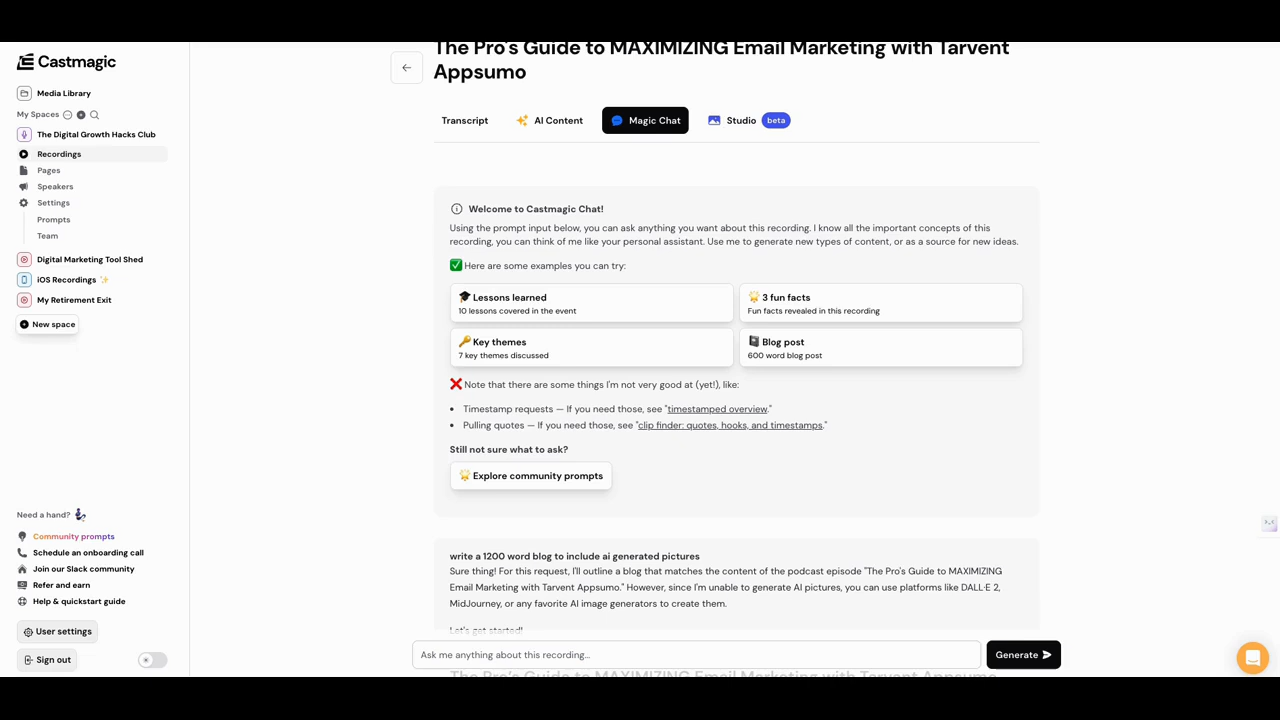 Castmagic
Media Library
My Spaces
The Digital Growth Hacks Club
Recordings
Pages
Speakers
Settings
Prompts
Team
Digital Marketing Tool Shed
iOS Recordings ✨
My Retirement Exit
New space
Need a hand?
Community prompts
Schedule an onboarding call
Join our Slack community
Refer and earn
Help & quickstart guide
User settings
Sign out
The Pro's Guide to MAXIMIZING Email Marketing with Tarvent
Appsumo
Transcript
AI Content
Magic Chat
Studio beta
Welcome to Castmagic Chat!
Using the prompt input below, you can ask anything you want about this recording. I know all the important concepts of this
recording, you can think of me like your personal assistant. Use me to generate new types of content, or as a source for new ideas.
✅ Here are some examples you can try:
🎓 Lessons learned
10 lessons covered in the event
🌟 3 fun facts
Fun facts revealed in this recording
🔑 Key themes
7 key themes discussed
📓 Blog post
600 word blog post
❌ Note that there are some things I'm not very good at (yet!), like:
• Timestamp requests — If you need those, see "timestamped overview."
• Pulling quotes — If you need those, see "clip finder: quotes, hooks, and timestamps."
Still not sure what to ask?
🌟 Explore community prompts
write a 1200 word blog to include ai generated pictures
Sure thing! For this request, I'll outline a blog that matches the content of the podcast episode "The Pro's Guide to MAXIMIZING
Email Marketing with Tarvent Appsumo." However, since I'm unable to generate AI pictures, you can use platforms like DALL·E 2,
MidJourney, or any favorite AI image generators to create them.
Let's get started!
Ask me anything about this recording...
Generate
The Pro's Guide to MAXIMIZING Email Marketing with Tarvent Appsumo